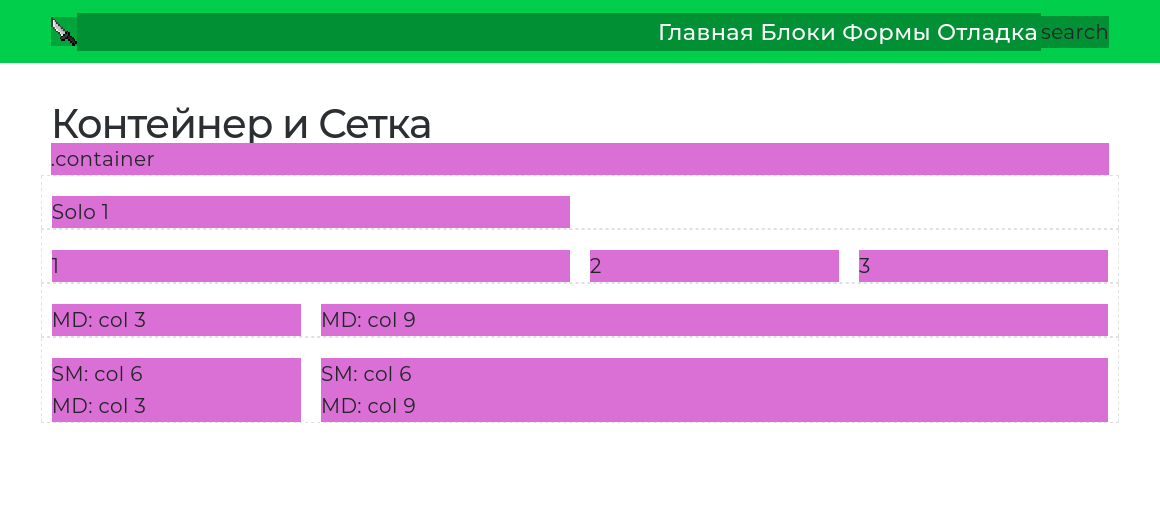 Главная Блоки Формы Отладка search
Контейнер и Сетка
.container
Solo 1
1 2 3
MD: col 3 MD: col 9
SM: col 6 SM: col 6
MD: col 3 MD: col 9